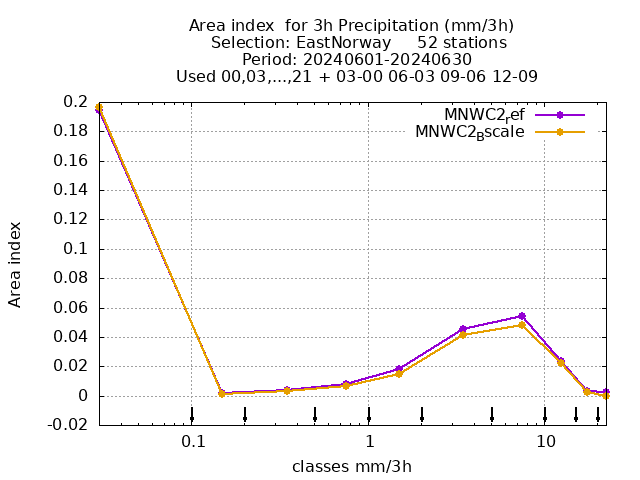 Area index  for 3h Precipitation (mm/3h)
Selection: EastNorway     52 stations
Period: 20240601-20240630
Used 00,03,...,21 + 03-00 06-03 09-06 12-09
MNWC2ref
MNWC2Bscale
0.2
0.18
0.16
0.14
0.12
0.1
0.08
0.06
0.04
0.02
0
-0.02
Area index
0.1 1 10
classes mm/3h